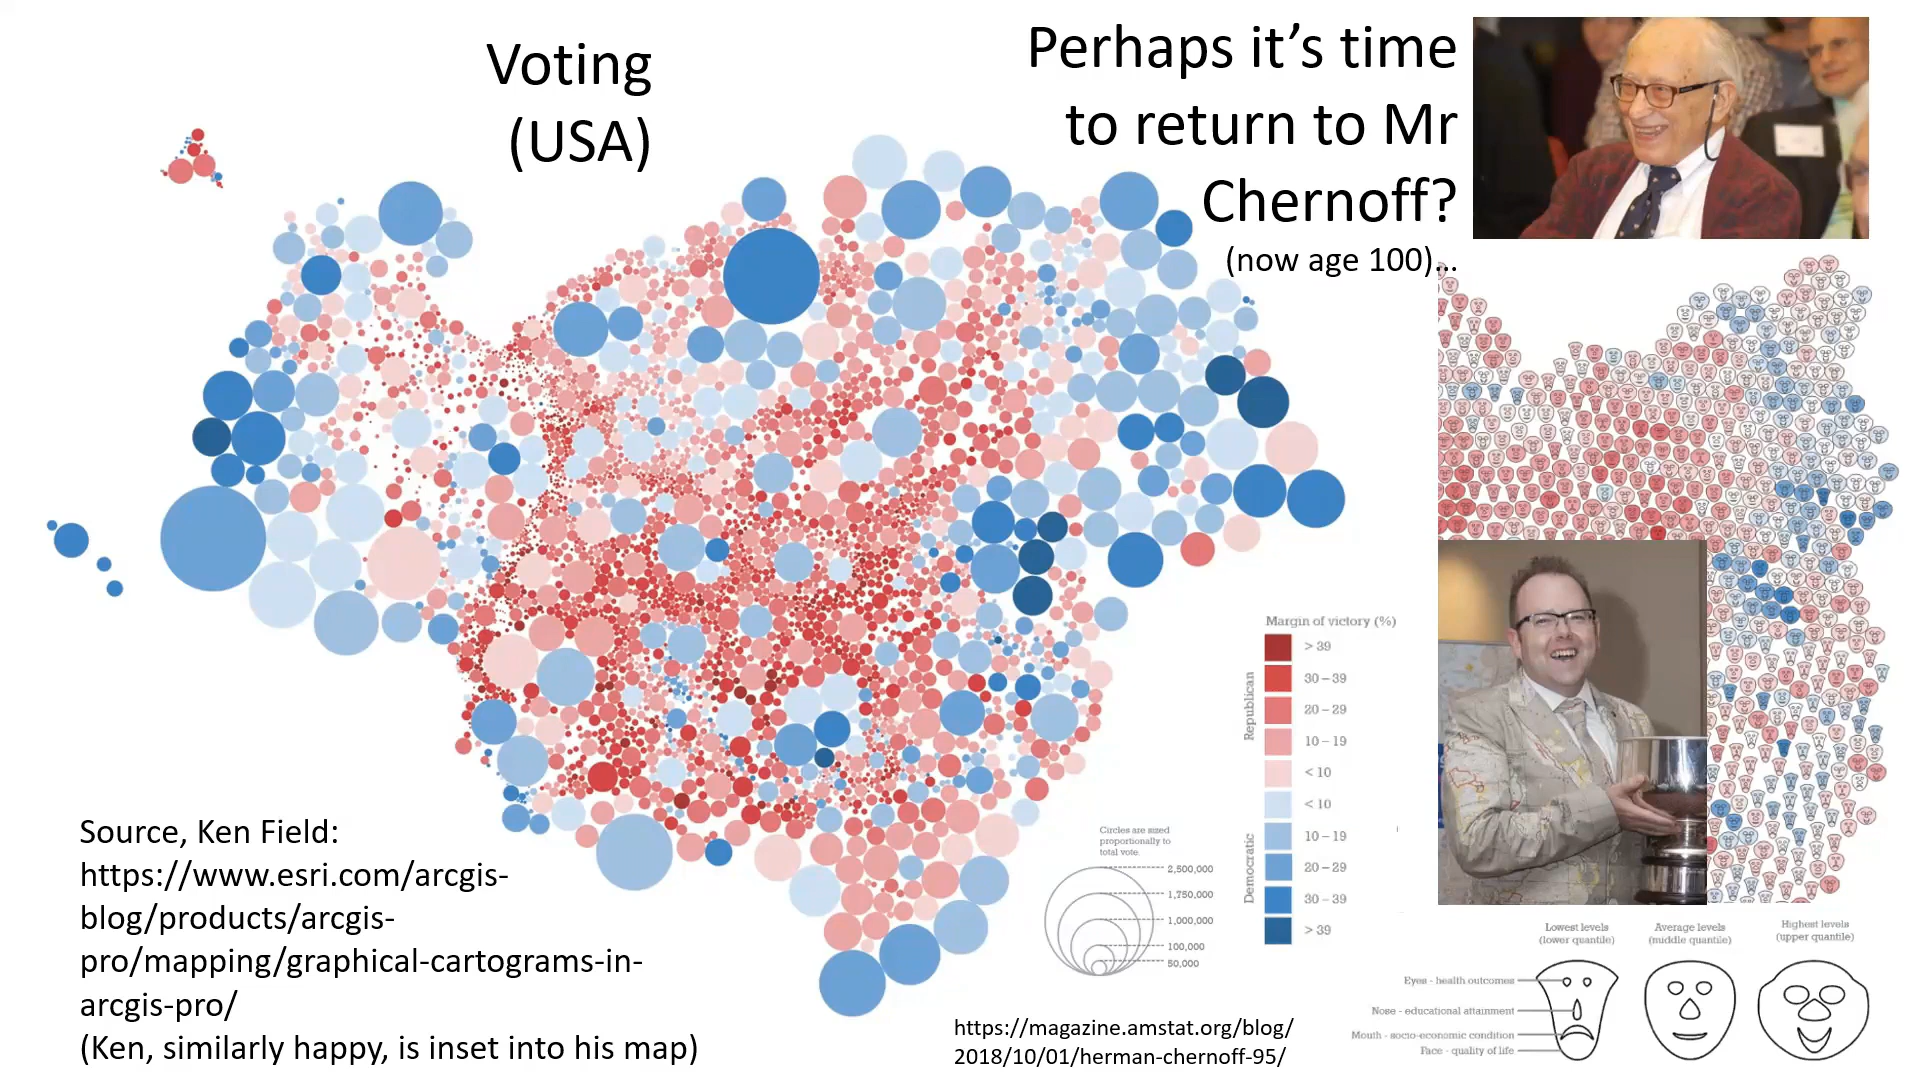 Voting
(USA)
Perhaps it’s time
to return to Mr
Chernoff?
(now age 100)...
Margin of victory (%)
Republican
> 39
30 – 39
20 – 29
10 – 19
< 10
Democratic
< 10
10 – 19
20 – 29
30 – 39
> 39
Circles are sized
proportionally to
total vote.
2,500,000
1,750,000
1,000,000
100,000
50,000
Source, Ken Field:
https://www.esri.com/arcgis-
blog/products/arcgis-
pro/mapping/graphical-cartograms-in-
arcgis-pro/
(Ken, similarly happy, is inset into his map)
https://magazine.amstat.org/blog/
2018/10/01/herman-chernoff-95/
Lowest levels
(lower quantile)
Average levels
(middle quantile)
Highest levels
(upper quantile)
Eyes - health outcomes
Nose - educational attainment
Mouth - socio-economic condition
Face - quality of life